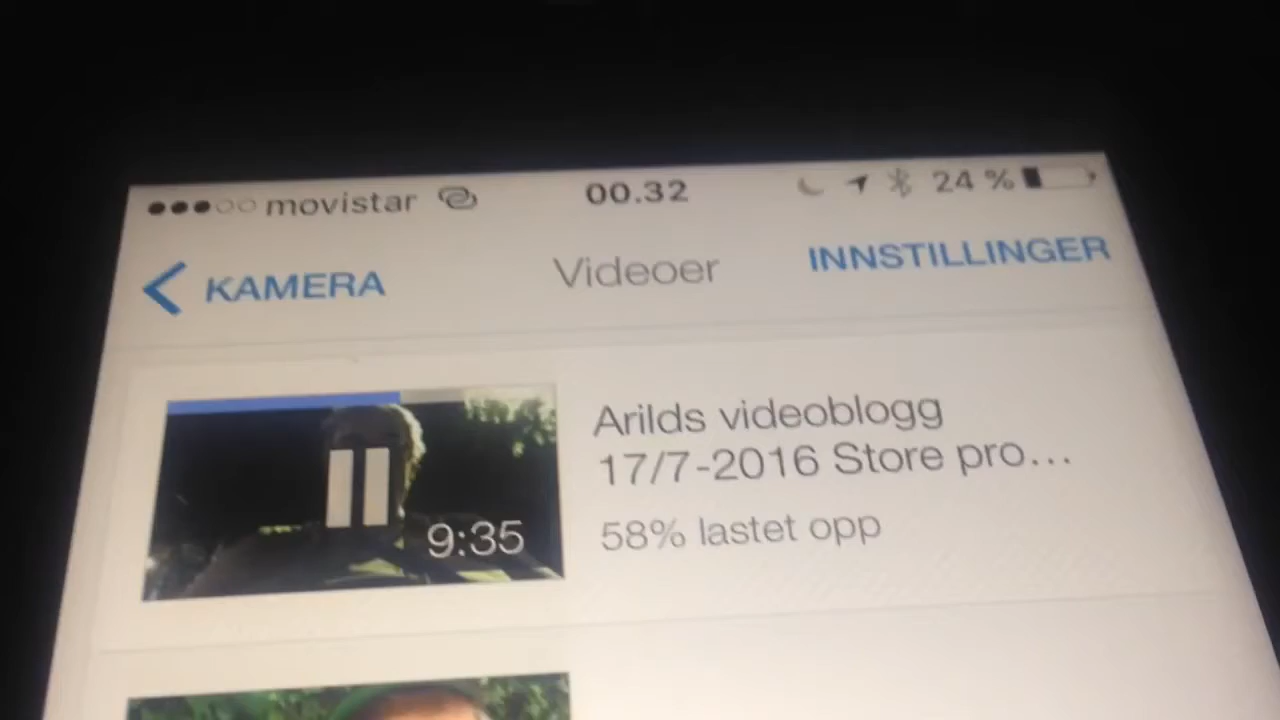 movistar 00.32 24 %
KAMERA Videoer INNSTILLINGER
Arilds videoblogg
17/7-2016 Store pro...
58% lastet opp
9:35